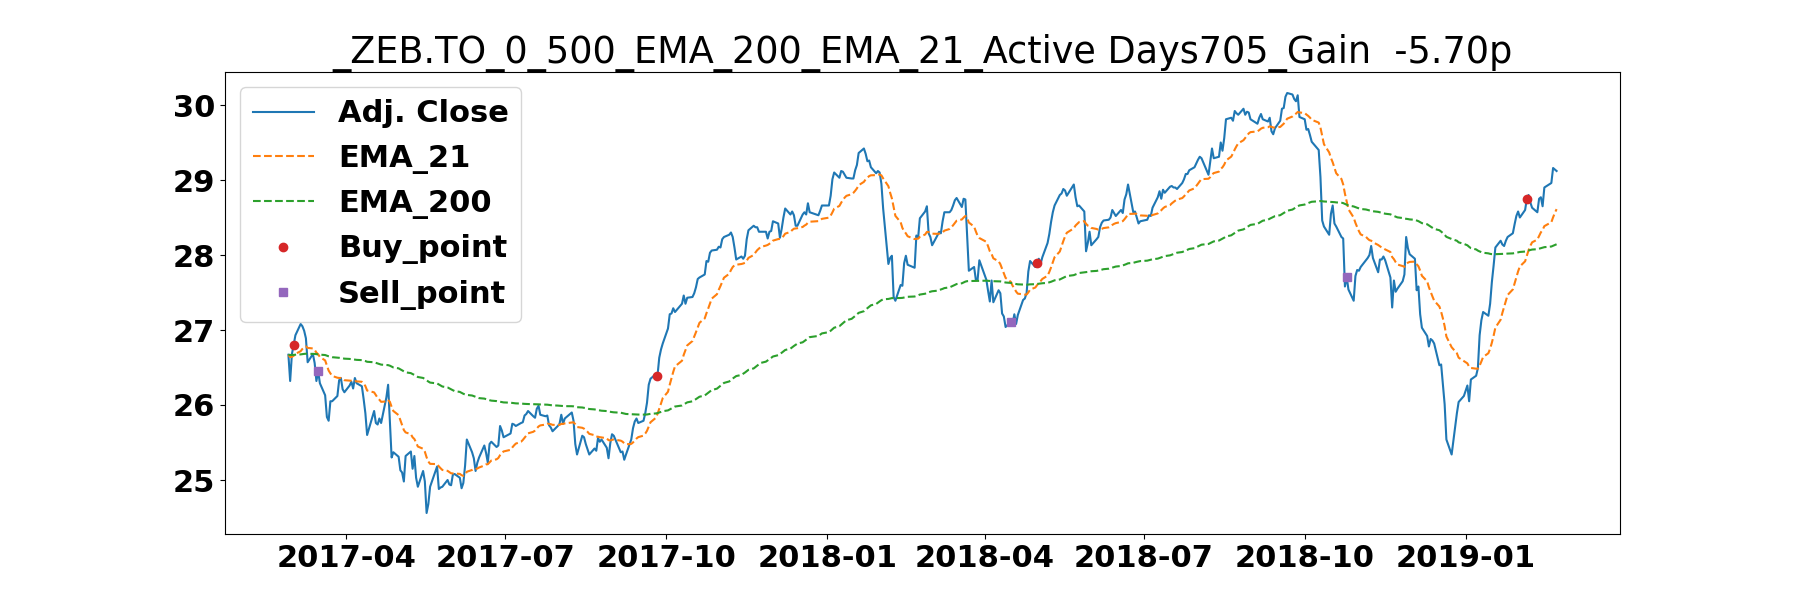 _ZEB.TO_0_500_EMA_200_EMA_21_Active Days705_Gain  -5.70p
Adj. Close
EMA_21
EMA_200
Buy_point
Sell_point
30
29
28
27
26
25
2017-04 2017-07 2017-10 2018-01 2018-04 2018-07 2018-10 2019-01